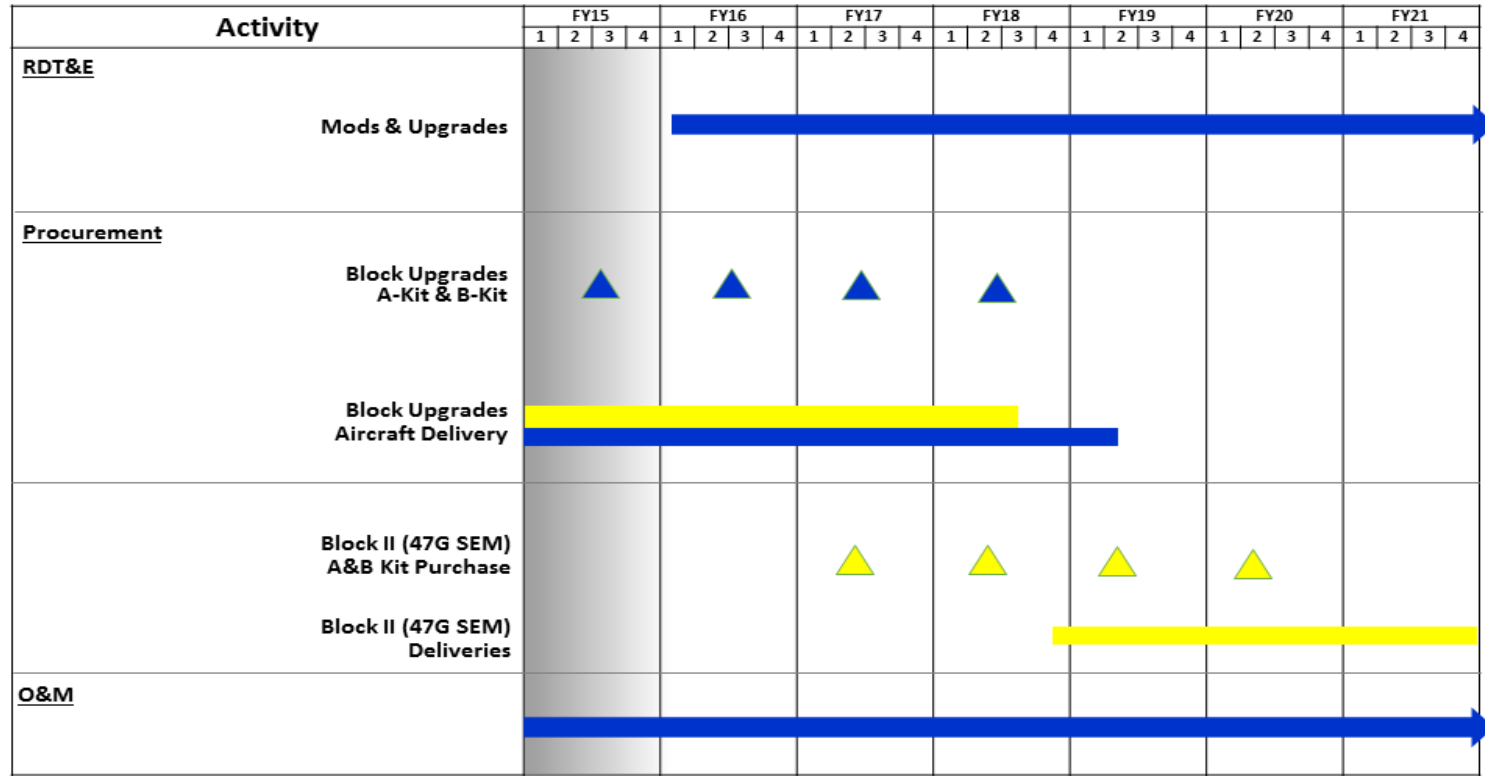 Activity
FY15 FY16 FY17 FY18 FY19 FY20 FY21
1 2 3 4 1 2 3 4 1 2 3 4 1 2 3 4 1 2 3 4 1 2 3 4 1 2 3 4
RDT&E
Mods & Upgrades
Procurement
Block Upgrades
A-Kit & B-Kit
Block Upgrades
Aircraft Delivery
Block II (47G SEM)
A&B Kit Purchase
Block II (47G SEM)
Deliveries
O&M